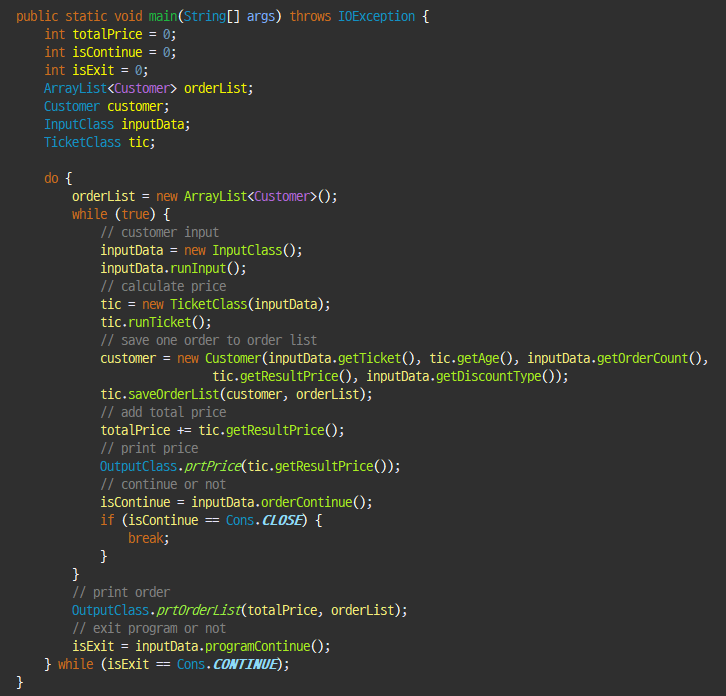 public static void main(String[] args) throws IOException {
    int totalPrice = 0;
    int isContinue = 0;
    int isExit = 0;
    ArrayList<Customer> orderList;
    Customer customer;
    InputClass inputData;
    TicketClass tic;

    do {
        orderList = new ArrayList<Customer>();
        while (true) {
            // customer input
            inputData = new InputClass();
            inputData.runInput();
            // calculate price
            tic = new TicketClass(inputData);
            tic.runTicket();
            // save one order to order list
            customer = new Customer(inputData.getTicket(), tic.getAge(), inputData.getOrderCount(),
                            tic.getResultPrice(), inputData.getDiscountType());
            tic.saveOrderList(customer, orderList);
            // add total price
            totalPrice += tic.getResultPrice();
            // print price
            OutputClass.prtPrice(tic.getResultPrice());
            // continue or not
            isContinue = inputData.orderContinue();
            if (isContinue == Cons.CLOSE) {
                break;
            }
        }
        // print order
        OutputClass.prtOrderList(totalPrice, orderList);
        // exit program or not
        isExit = inputData.programContinue();
    } while (isExit == Cons.CONTINUE);
}